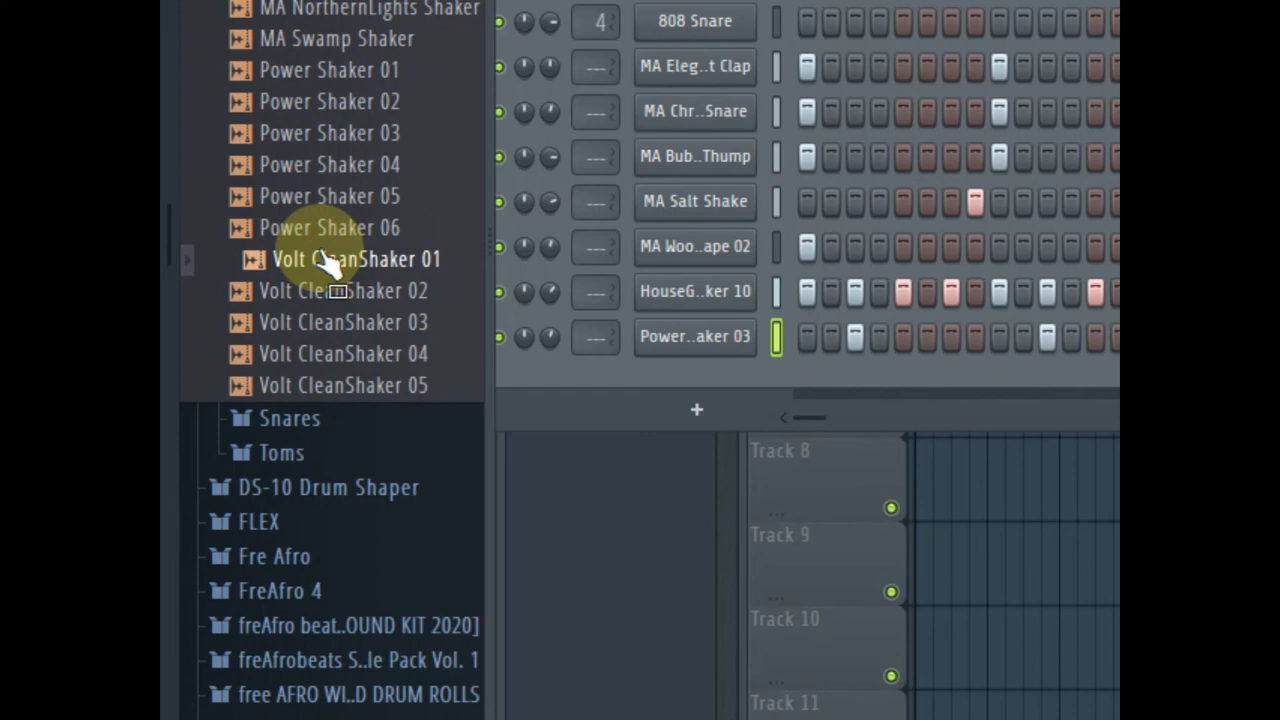 MA NorthernLights Shaker
MA Swamp Shaker
Power Shaker 01
Power Shaker 02
Power Shaker 03
Power Shaker 04
Power Shaker 05
Power Shaker 06
Volt CleanShaker 01
Volt CleanShaker 02
Volt CleanShaker 03
Volt CleanShaker 04
Volt CleanShaker 05
Snares
Toms
DS-10 Drum Shaper
FLEX
Fre Afro
FreAfro 4
freAfro beat..OUND KIT 2020]
freAfrobeats S..le Pack Vol. 1
free AFRO WI..D DRUM ROLLS
4 808 Snare
--- MA Eleg..t Clap
--- MA Chr..Snare
--- MA Bub..Thump
--- MA Salt Shake
--- MA Woo..ape 02
--- HouseG..ker 10
--- Power..aker 03
+
Track 8
...
Track 9
...
Track 10
...
Track 11